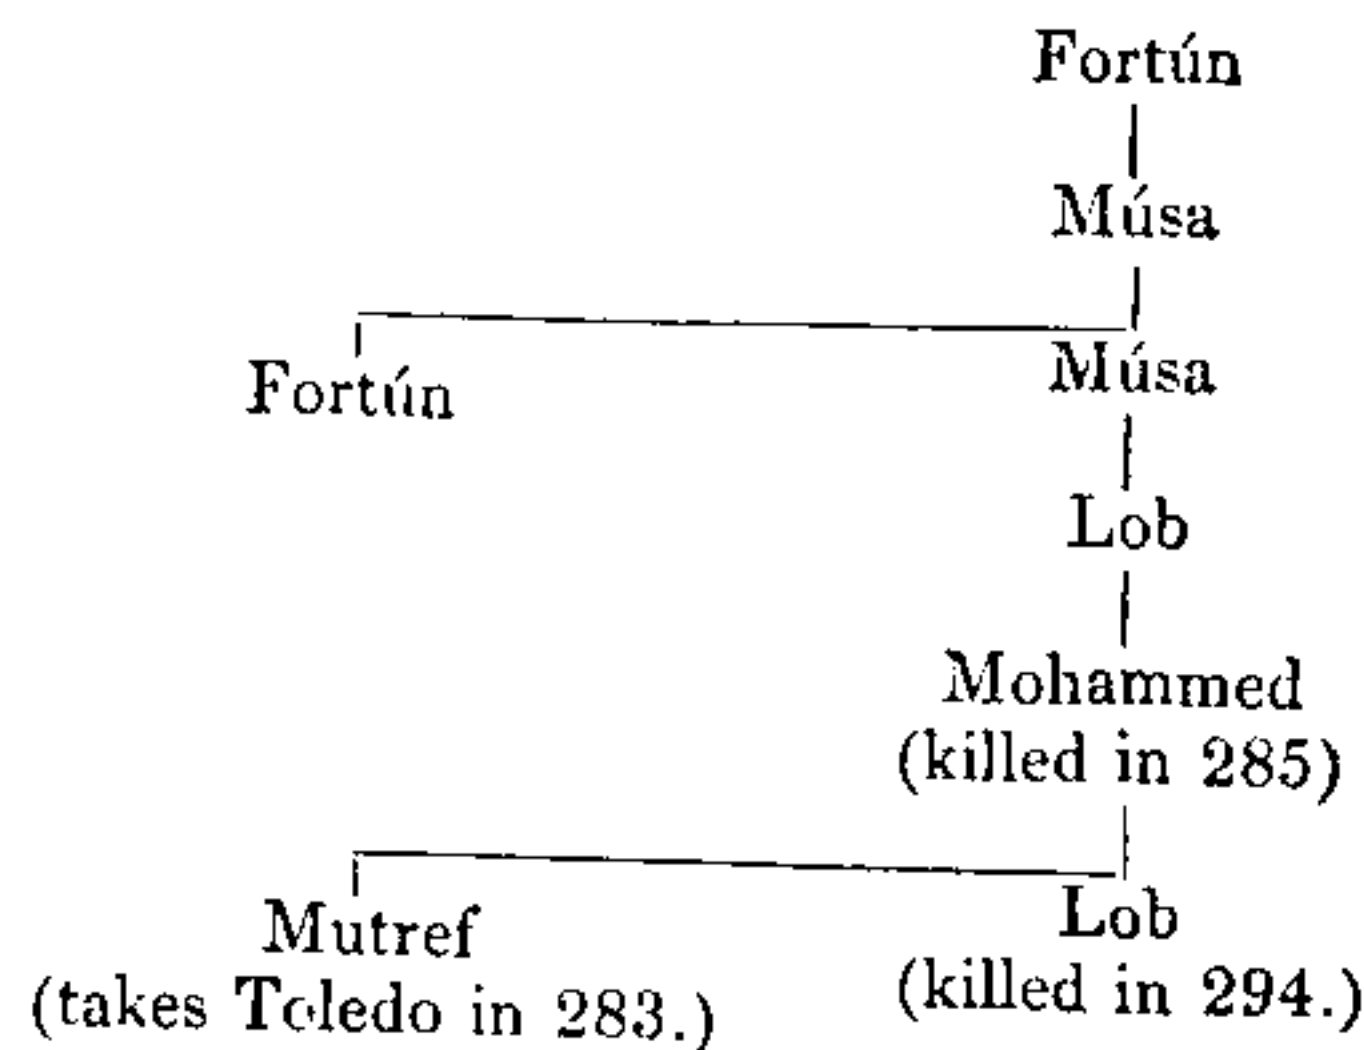 Fortún
Músa
Fortún
Músa
Lob
Mohammed
(killed in 285)
Mutref
(takes Toledo in 283.)
Lob
(killed in 294.)